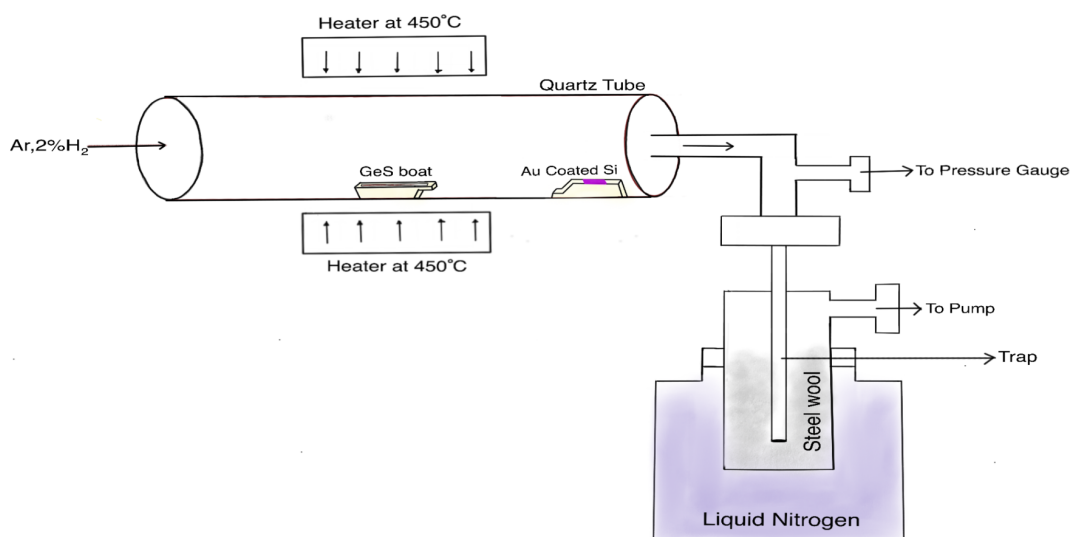 Heater at 450°C
Quartz Tube
Ar,2%H₂
GeS boat
Au Coated Si
To Pressure Gauge
Heater at 450°C
To Pump
Trap
Steel wool
Liquid Nitrogen